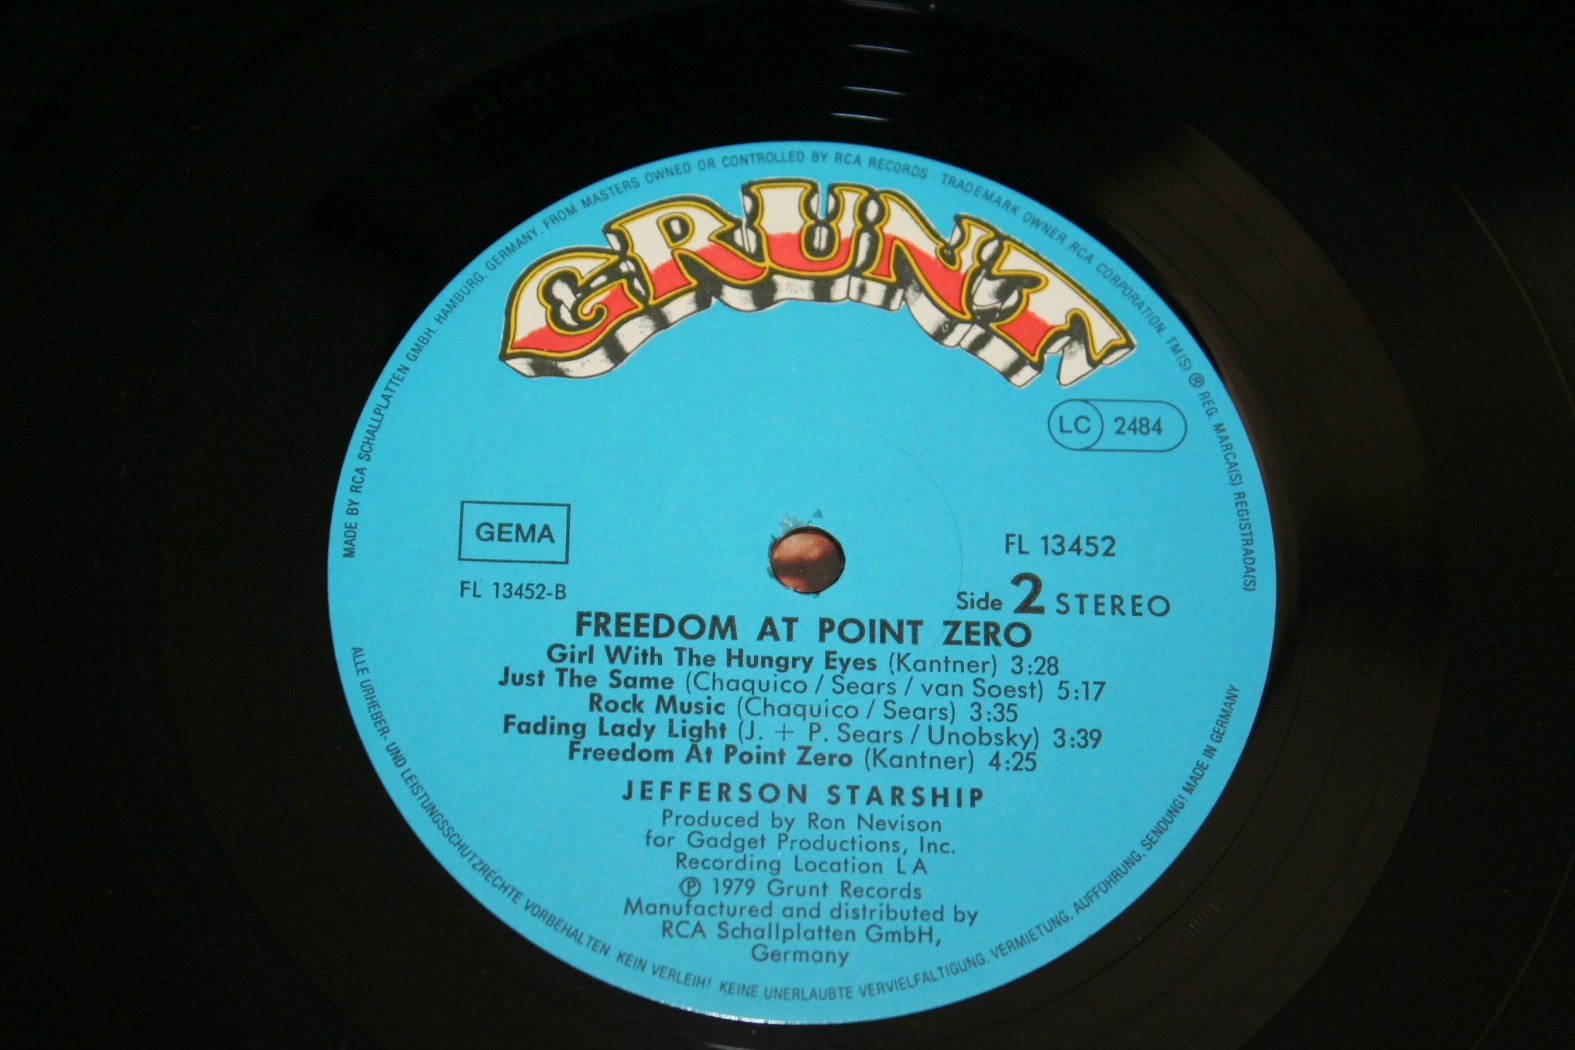 MADE BY RCA SCHALLPLATTEN GMBH. HAMBURG, GERMANY. FROM MASTERS OWNED OR CONTROLLED BY RCA RECORDS · TRADEMARK OWNER RCA CORPORATION. TM(S) ® REG. MARCA(S) REGISTRADA(S)
GRUNT
LC 2484
GEMA
FL 13452
FL 13452-B
Side 2 STEREO
FREEDOM AT POINT ZERO
Girl With The Hungry Eyes (Kantner) 3:28
Just The Same (Chaquico / Sears / van Soest) 5:17
Rock Music (Chaquico / Sears) 3:35
Fading Lady Light (J. + P. Sears / Unobsky) 3:39
Freedom At Point Zero (Kantner) 4:25
JEFFERSON STARSHIP
Produced by Ron Nevison
for Gadget Productions, Inc.
Recording Location L A
℗ 1979 Grunt Records
Manufactured and distributed by
RCA Schallplatten GmbH,
Germany
ALLE URHEBER- UND LEISTUNGSSCHUTZRECHTE VORBEHALTEN. KEIN VERLEIH! KEINE UNERLAUBTE VERVIELFÄLTIGUNG, VERMIETUNG, AUFFÜHRUNG, SENDUNG! MADE IN GERMANY